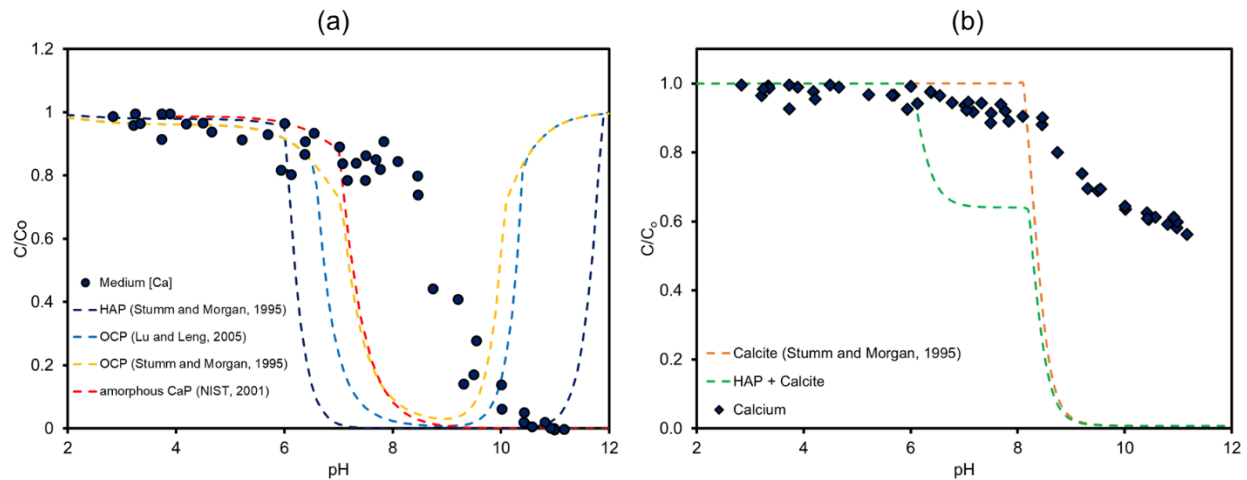 (a)
1.2
1
0.8
0.6
0.4
0.2
0
C/Co
Medium [Ca]
HAP (Stumm and Morgan, 1995)
OCP (Lu and Leng, 2005)
OCP (Stumm and Morgan, 1995)
amorphous CaP (NIST, 2001)
2 4 6 8 10 12
pH
(b)
1.0
0.8
0.6
0.4
0.2
0
C/Co
Calcite (Stumm and Morgan, 1995)
HAP + Calcite
Calcium
2 4 6 8 10 12
pH